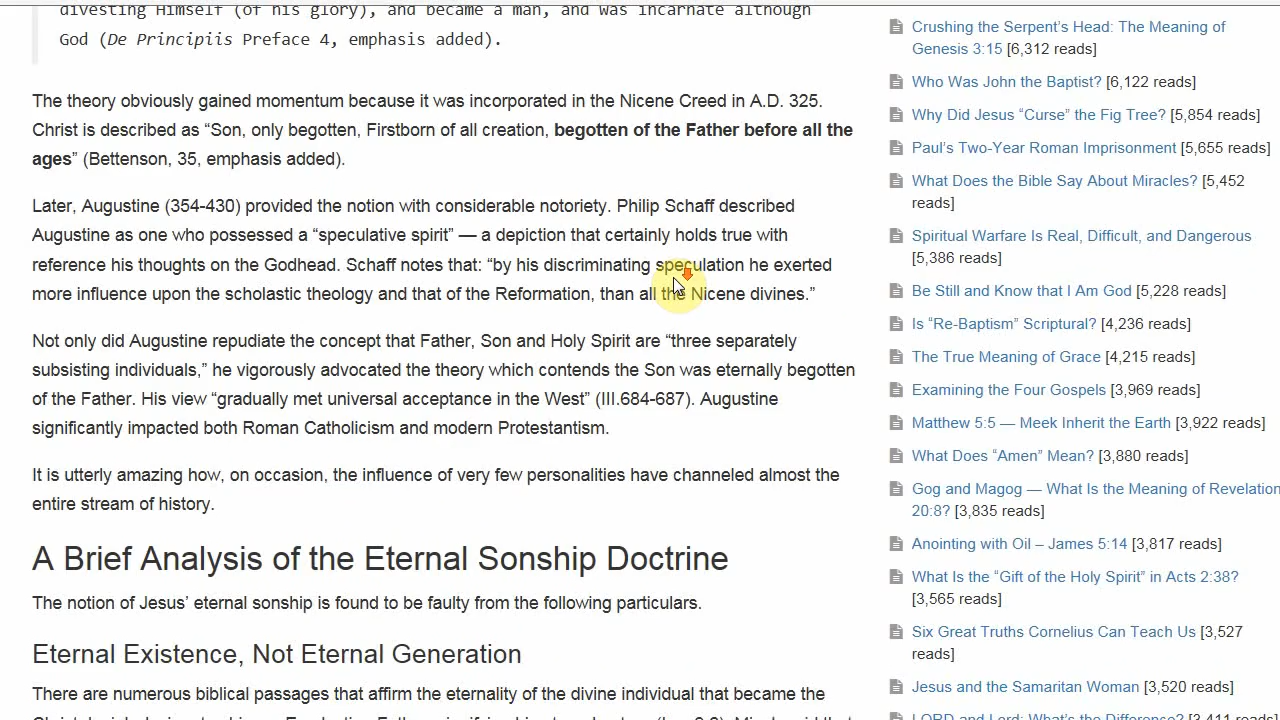 divesting Himself (of his glory), and became a man, and was incarnate although
God (De Principiis Preface 4, emphasis added).
The theory obviously gained momentum because it was incorporated in the Nicene Creed in A.D. 325.
Christ is described as “Son, only begotten, Firstborn of all creation, begotten of the Father before all the
ages” (Bettenson, 35, emphasis added).
Later, Augustine (354-430) provided the notion with considerable notoriety. Philip Schaff described
Augustine as one who possessed a “speculative spirit” — a depiction that certainly holds true with
reference his thoughts on the Godhead. Schaff notes that: “by his discriminating speculation he exerted
more influence upon the scholastic theology and that of the Reformation, than all the Nicene divines.”
Not only did Augustine repudiate the concept that Father, Son and Holy Spirit are “three separately
subsisting individuals,” he vigorously advocated the theory which contends the Son was eternally begotten
of the Father. His view “gradually met universal acceptance in the West” (III.684-687). Augustine
significantly impacted both Roman Catholicism and modern Protestantism.
It is utterly amazing how, on occasion, the influence of very few personalities have channeled almost the
entire stream of history.
A Brief Analysis of the Eternal Sonship Doctrine
The notion of Jesus’ eternal sonship is found to be faulty from the following particulars.
Eternal Existence, Not Eternal Generation
There are numerous biblical passages that affirm the eternality of the divine individual that became the
Crushing the Serpent’s Head: The Meaning of
Genesis 3:15 [6,312 reads]
Who Was John the Baptist? [6,122 reads]
Why Did Jesus “Curse” the Fig Tree? [5,854 reads]
Paul’s Two-Year Roman Imprisonment [5,655 reads]
What Does the Bible Say About Miracles? [5,452
reads]
Spiritual Warfare Is Real, Difficult, and Dangerous
[5,386 reads]
Be Still and Know that I Am God [5,228 reads]
Is “Re-Baptism” Scriptural? [4,236 reads]
The True Meaning of Grace [4,215 reads]
Examining the Four Gospels [3,969 reads]
Matthew 5:5 — Meek Inherit the Earth [3,922 reads]
What Does “Amen” Mean? [3,880 reads]
Gog and Magog — What Is the Meaning of Revelation
20:8? [3,835 reads]
Anointing with Oil – James 5:14 [3,817 reads]
What Is the “Gift of the Holy Spirit” in Acts 2:38?
[3,565 reads]
Six Great Truths Cornelius Can Teach Us [3,527
reads]
Jesus and the Samaritan Woman [3,520 reads]
LORD and Lord: What’s the Difference? [3,411 reads]